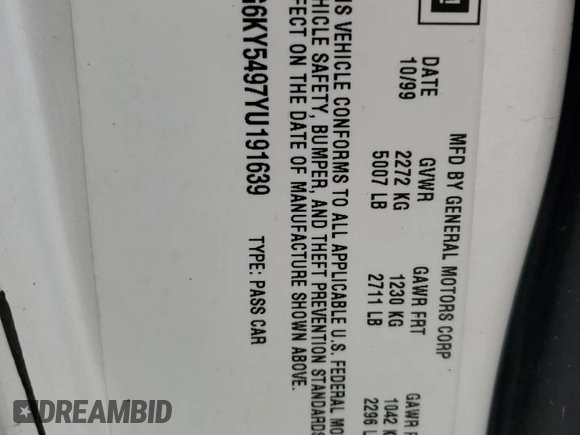 GM
MFD BY GENERAL MOTORS CORP
DATE GVWR GAWR FRT GAWR
10/99 2272 KG 1230 KG 1042
5007 LB 2711 LB 2296
IS VEHICLE CONFORMS TO ALL APPLICABLE U.S. FEDERAL MO
HICLE SAFETY, BUMPER, AND THEFT PREVENTION STANDARDS
FECT ON THE DATE OF MANUFACTURE SHOWN ABOVE.
G6KY5497YU191639 TYPE: PASS CAR
DREAMBID